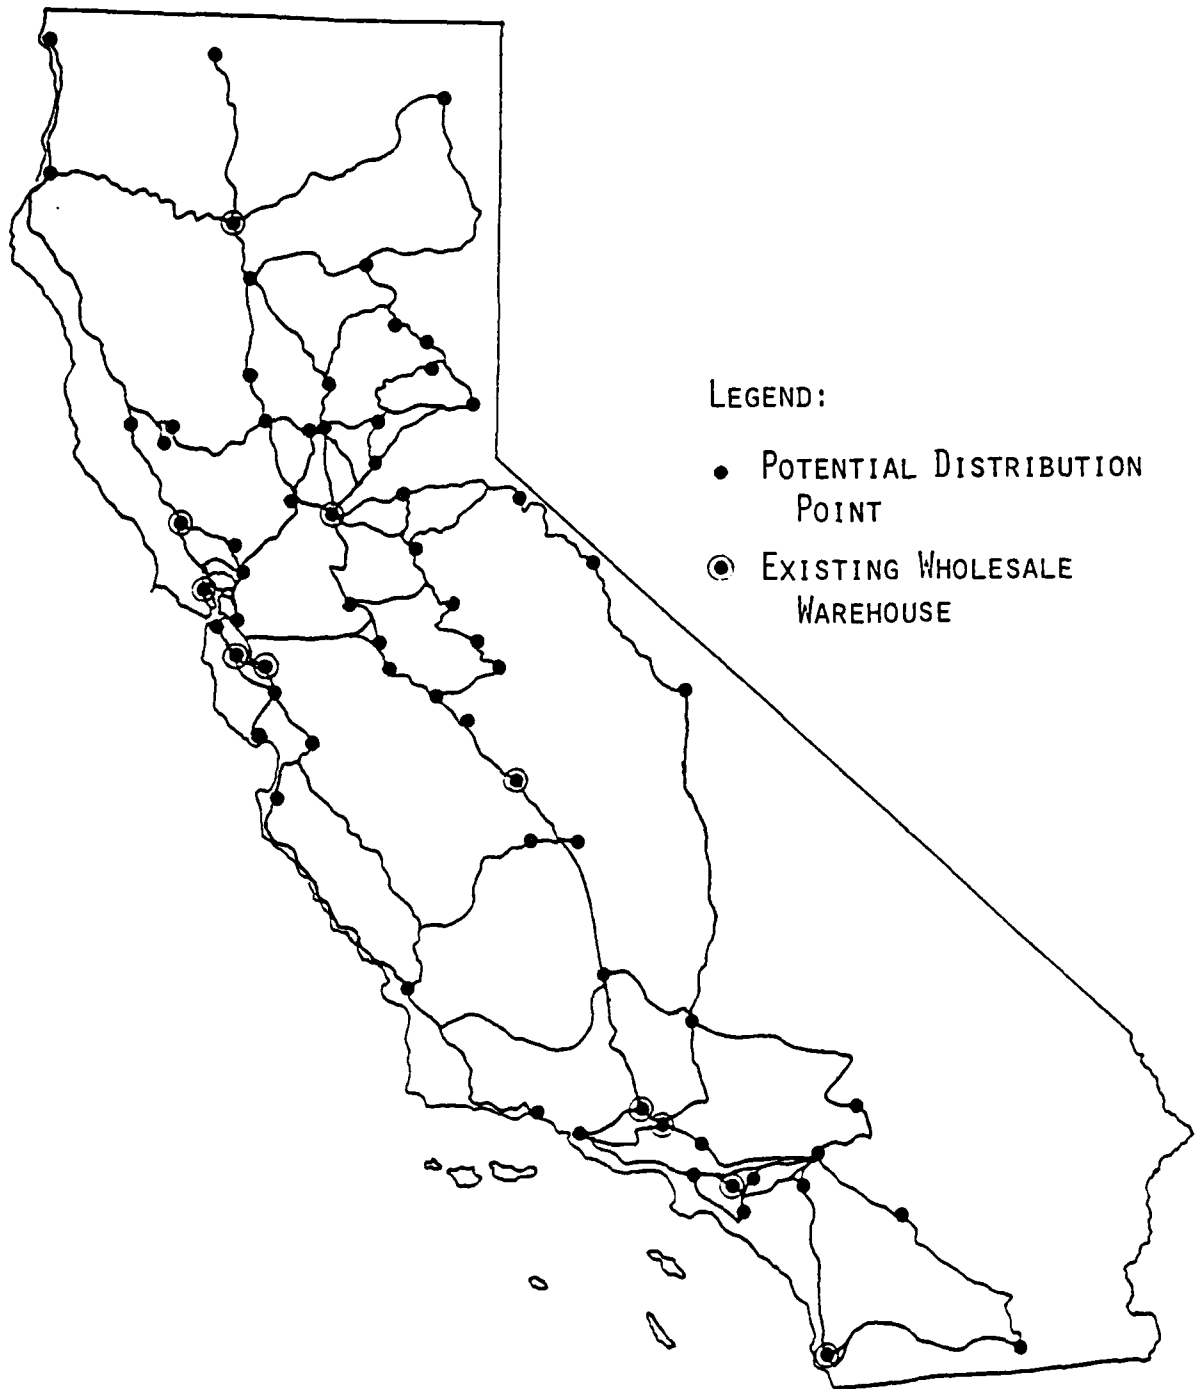 LEGEND:
POTENTIAL DISTRIBUTION
POINT
EXISTING WHOLESALE
WAREHOUSE